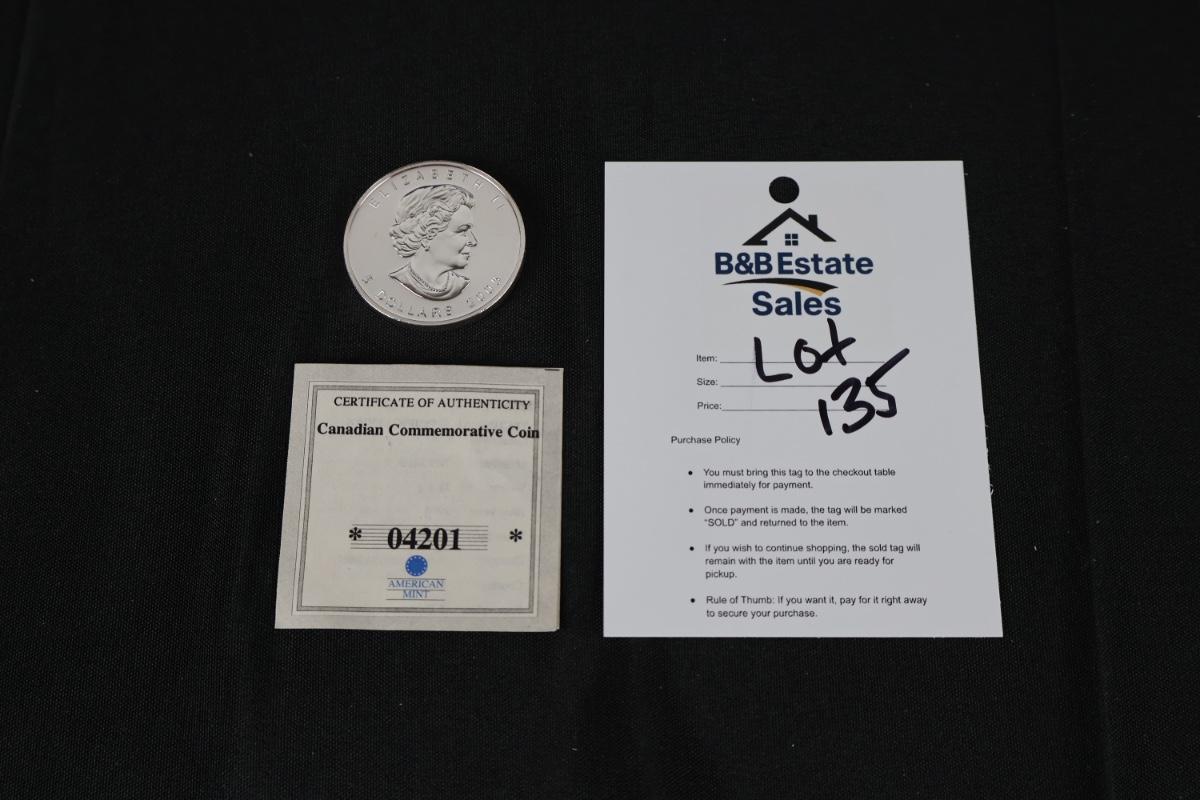 ELIZABETH II
5 DOLLARS 2009
CERTIFICATE OF AUTHENTICITY
Canadian Commemorative Coin
* 04201 *
AMERICAN
MINT
B&B Estate
Sales
Item:
Size:
Price:
Lot
135
Purchase Policy
• You must bring this tag to the checkout table
immediately for payment.
• Once payment is made, the tag will be marked
“SOLD” and returned to the item.
• If you wish to continue shopping, the sold tag will
remain with the item until you are ready for
pickup.
• Rule of Thumb: If you want it, pay for it right away
to secure your purchase.